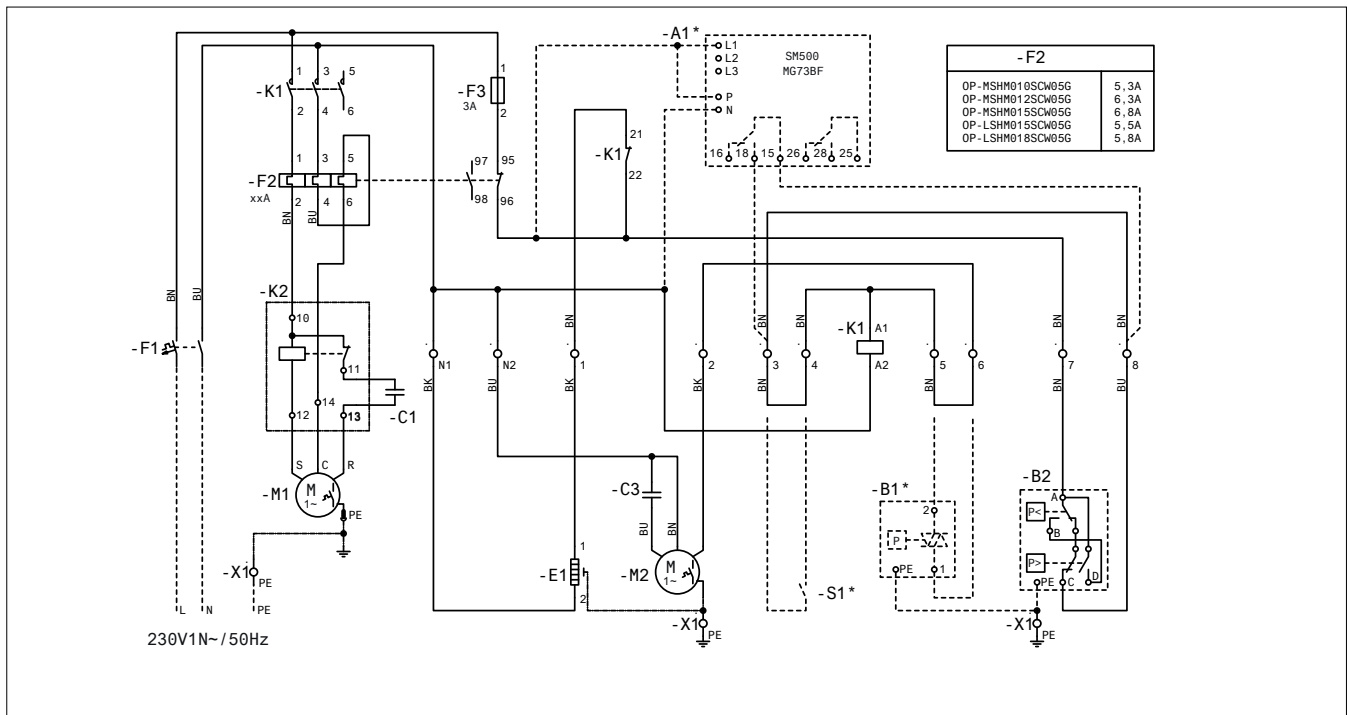 -A1*
L1
L2
L3
P
N
SM500
MG73BF
16 18 15 26 28 25
-F2
OP-MSHM010SCW05G 5,3A
OP-MSHM012SCW05G 6,3A
OP-MSHM015SCW05G 6,8A
OP-LSHM015SCW05G 5,5A
OP-LSHM018SCW05G 5,8A
1 3 5
-K1
2 4 6
-F3
3A
1
2
21
-K1
22
1 3 5
-F2
xxA
2 4 6
97 95
98 96
BN
BU
BN
BU
-K2
10
11
12
14
13
-C1
-F1
S C R
-M1
M
1~
PE
-X1
PE
L N PE
230V1N~/50Hz
BN
BN
BN
-K1
A1
A2
BN
BN
BN
N1
N2
1
2
3
4
5
6
7
8
BK
BU
BK
BK
BN
BN
BU
-C3
BU
BN
-M2
M
1~
-E1
1
2
-X1
PE
-S1*
-B1*
2
P
PE
1
-B2
A
P<
B
P>
PE
C
D
-X1
PE